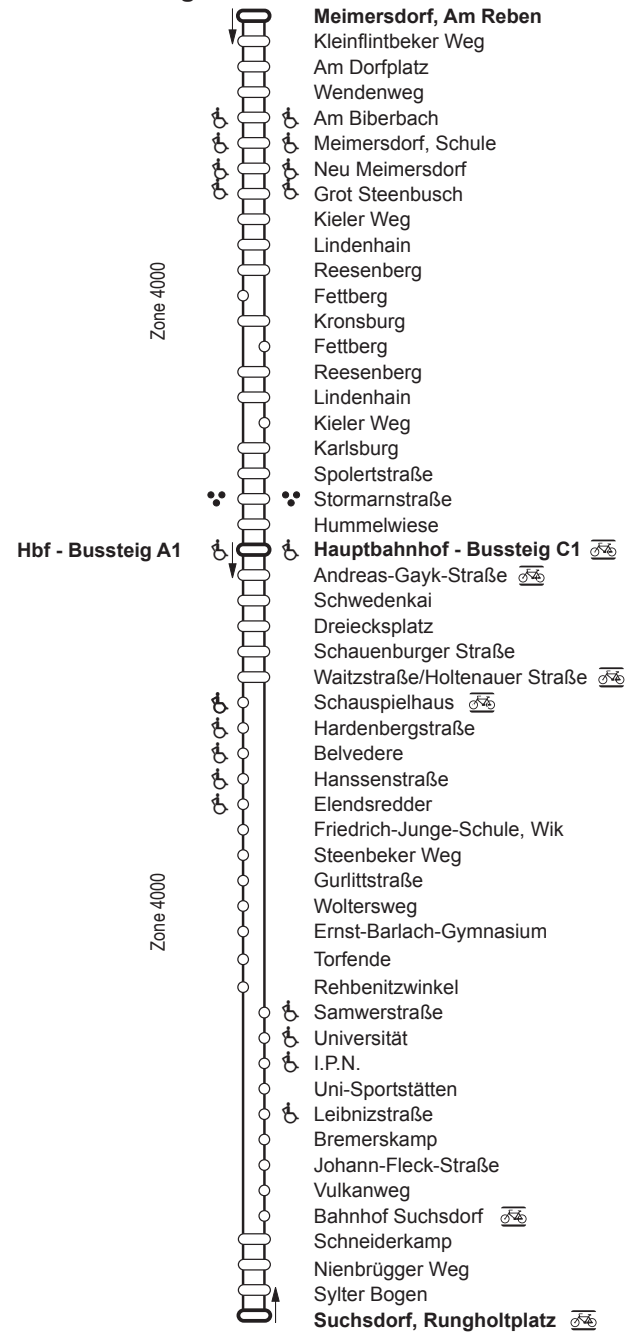 Meimersdorf, Am Reben
Kleinflintbeker Weg
Am Dorfplatz
Wendenweg
Am Biberbach
Meimersdorf, Schule
Neu Meimersdorf
Grot Steenbusch
Kieler Weg
Lindenhain
Reesenberg
Zone 4000
Fettberg
Kronsburg
Fettberg
Reesenberg
Lindenhain
Kieler Weg
Karlsburg
Spolertstraße
Stormarnstraße
Hummelwiese
Hbf - Bussteig A1 Hauptbahnhof - Bussteig C1
Andreas-Gayk-Straße
Schwedenkai
Dreiecksplatz
Schauenburger Straße
Waitzstraße/Holtenauer Straße
Schauspielhaus
Hardenbergstraße
Belvedere
Hanssenstraße
Elendsredder
Friedrich-Junge-Schule, Wik
Steenbeker Weg
Gurlittstraße
Zone 4000
Woltersweg
Ernst-Barlach-Gymnasium
Torfende
Rehbenitzwinkel
Samwerstraße
Universität
I.P.N.
Uni-Sportstätten
Leibnizstraße
Bremerskamp
Johann-Fleck-Straße
Vulkanweg
Bahnhof Suchsdorf
Schneiderkamp
Nienbrügger Weg
Sylter Bogen
Suchsdorf, Rungholtplatz